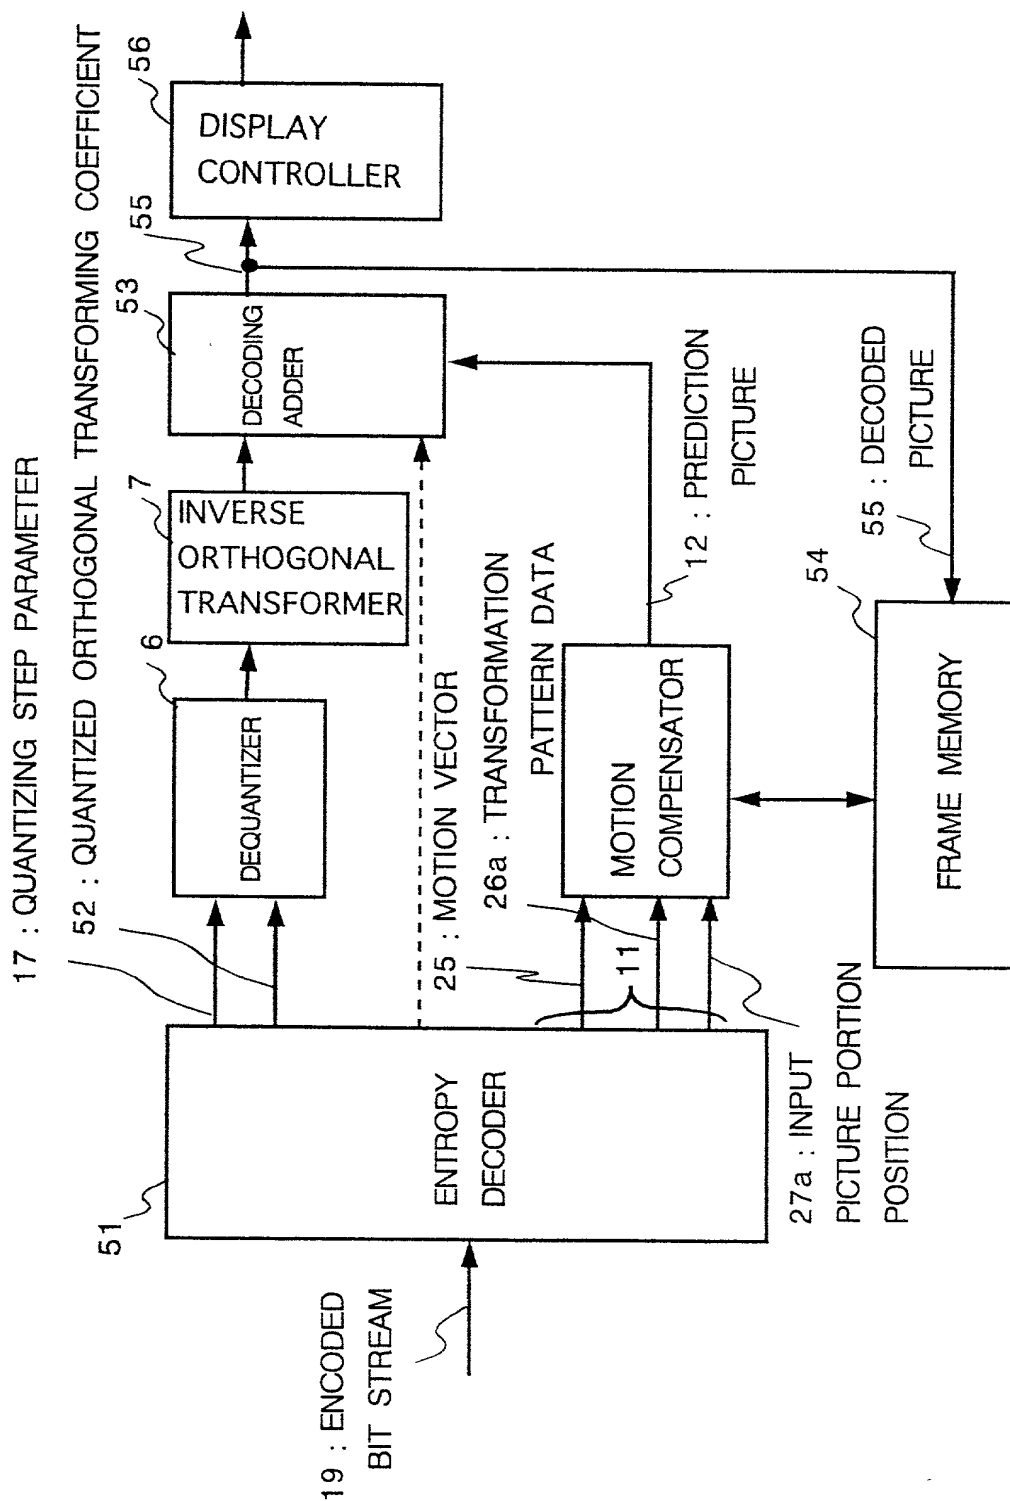 17 : QUANTIZING STEP PARAMETER
52 : QUANTIZED ORTHOGONAL TRANSFORMING COEFFICIENT
19 : ENCODED
BIT STREAM
51
ENTROPY
DECODER
6
DEQUANTIZER
7
INVERSE
ORTHOGONAL
TRANSFORMER
53
DECODING
ADDER
55
56
DISPLAY
CONTROLLER
25 : MOTION VECTOR
26a : TRANSFORMATION
PATTERN DATA
11
27a : INPUT
PICTURE PORTION
POSITION
MOTION
COMPENSATOR
12 : PREDICTION
PICTURE
55 : DECODED
PICTURE
54
FRAME MEMORY